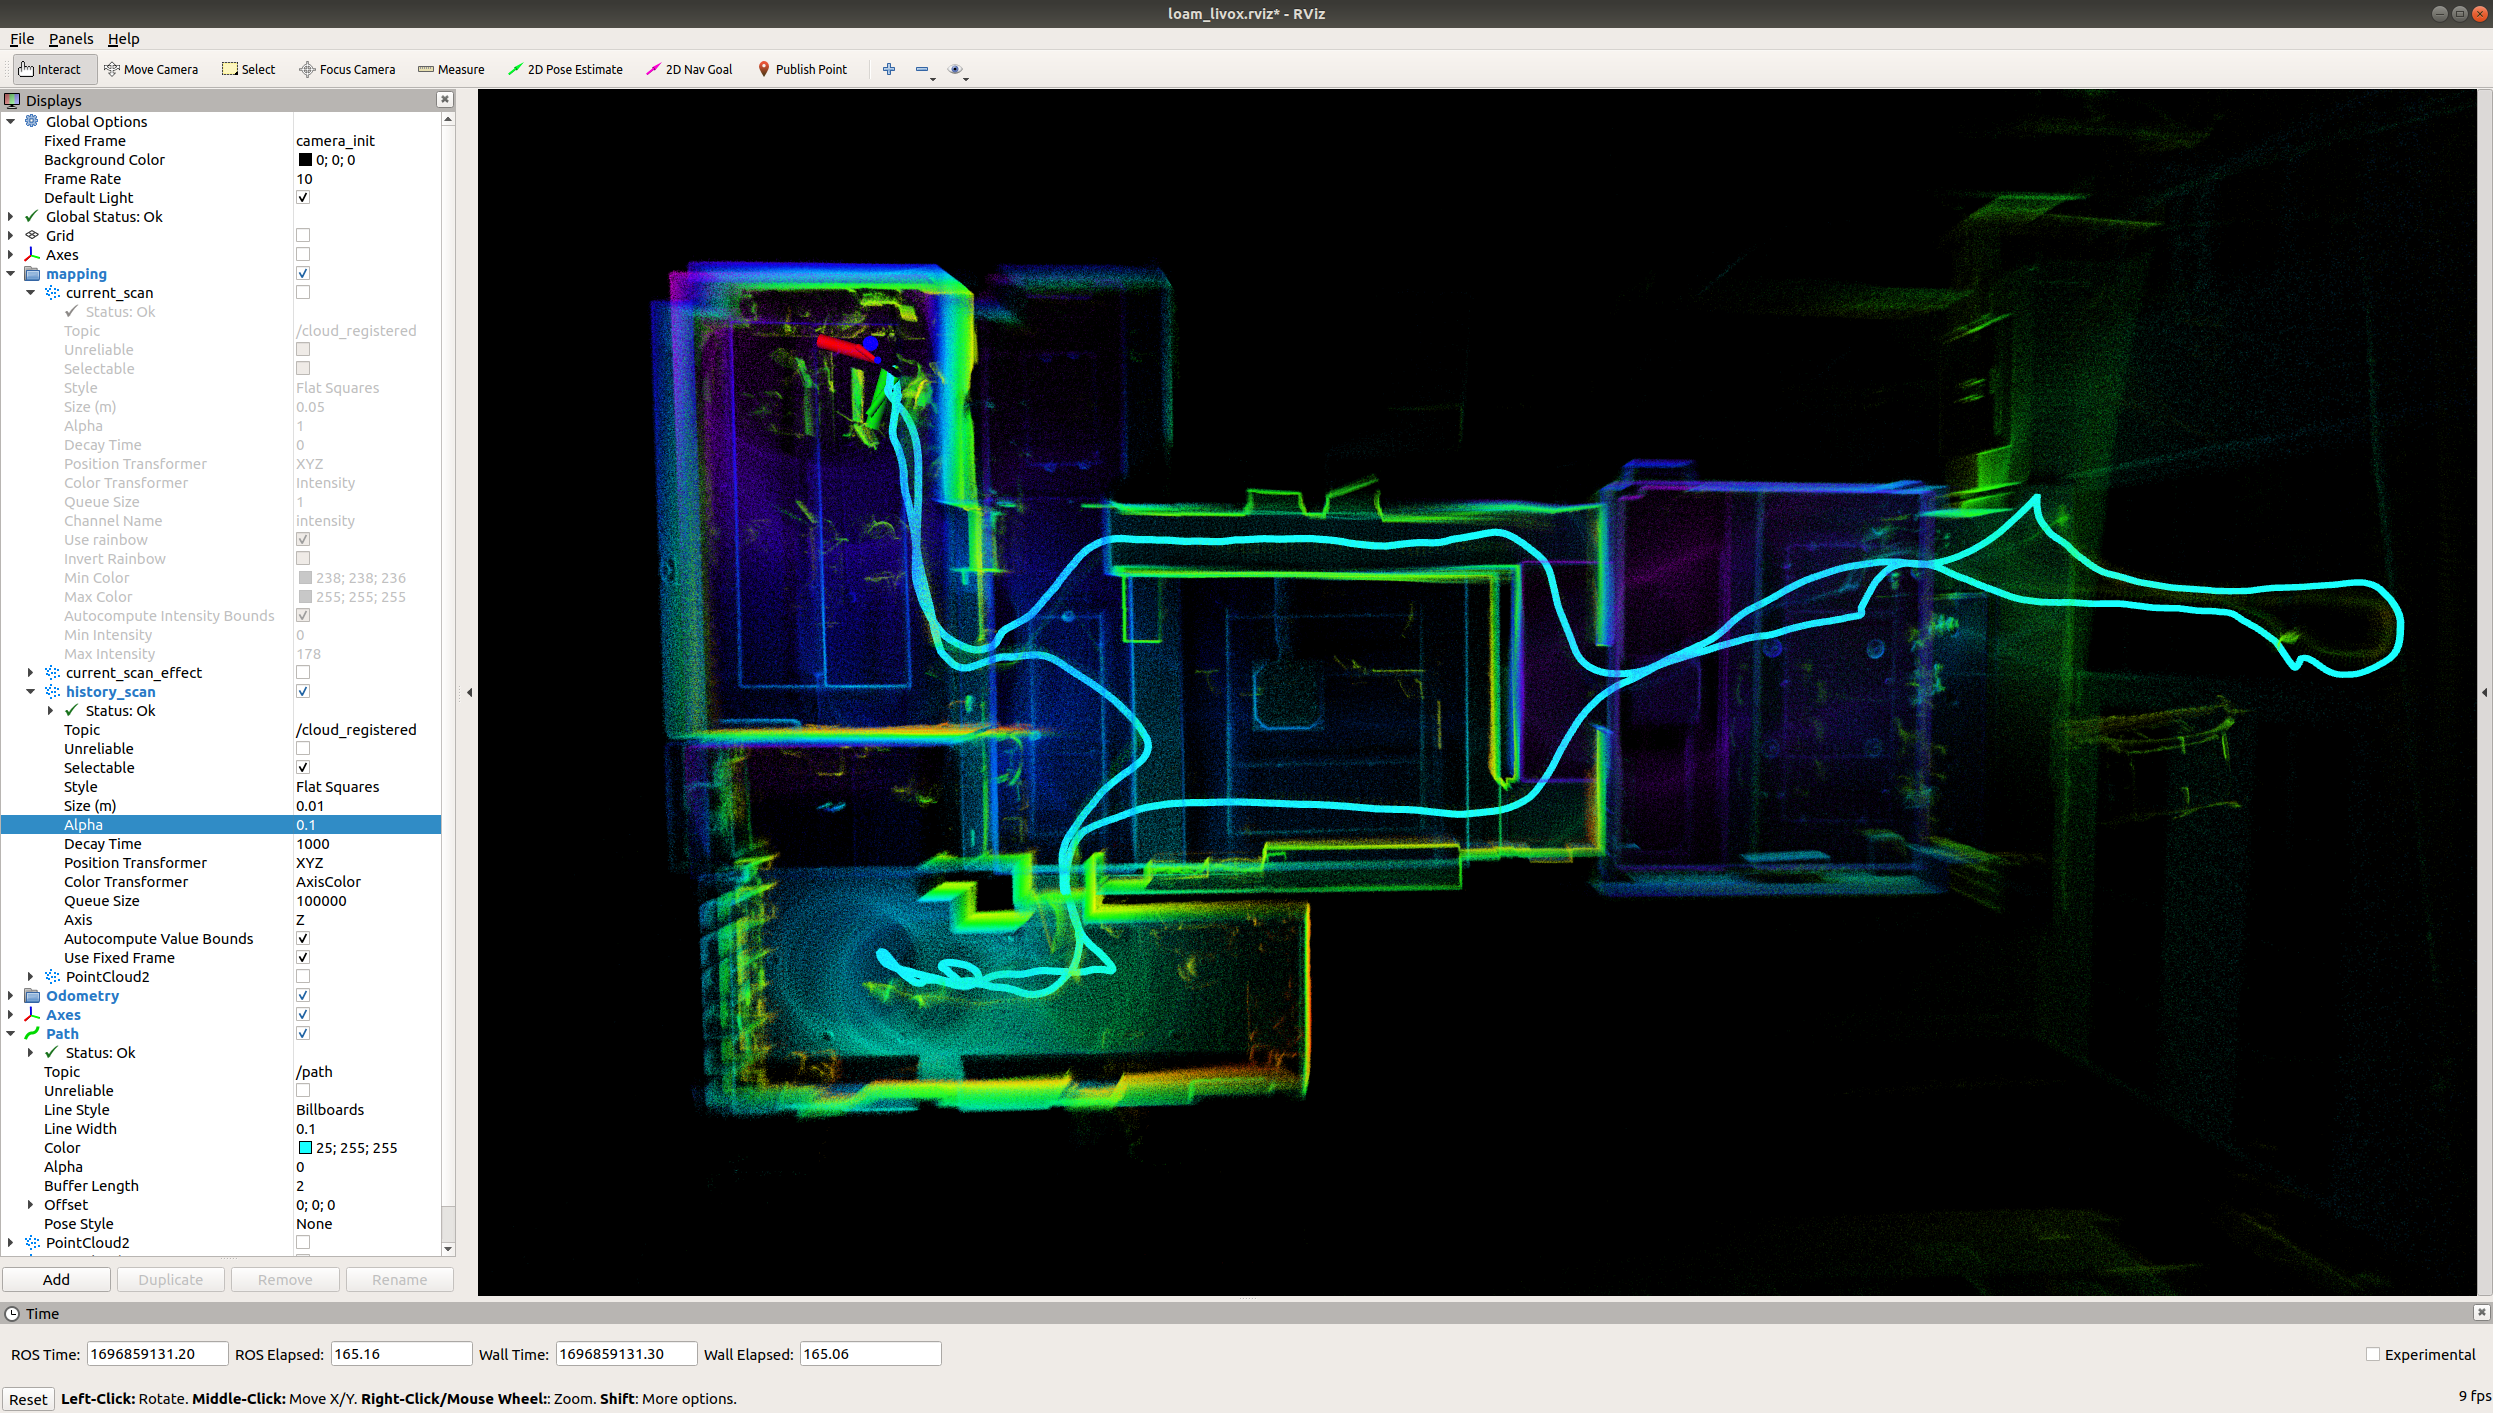 loam_livox.rviz* - RViz
File Panels Help
Interact Move Camera Select Focus Camera Measure 2D Pose Estimate 2D Nav Goal Publish Point
Displays
Global Options
Fixed Frame camera_init
Background Color 0; 0; 0
Frame Rate 10
Default Light
Global Status: Ok
Grid
Axes
mapping
current_scan
Status: Ok
Topic /cloud_registered
Unreliable
Selectable
Style Flat Squares
Size (m) 0.05
Alpha 1
Decay Time 0
Position Transformer XYZ
Color Transformer Intensity
Queue Size 1
Channel Name intensity
Use rainbow
Invert Rainbow
Min Color 238; 238; 236
Max Color 255; 255; 255
Autocompute Intensity Bounds
Min Intensity 0
Max Intensity 178
current_scan_effect
history_scan
Status: Ok
Topic /cloud_registered
Unreliable
Selectable
Style Flat Squares
Size (m) 0.01
Alpha 0.1
Decay Time 1000
Position Transformer XYZ
Color Transformer AxisColor
Queue Size 100000
Axis Z
Autocompute Value Bounds
Use Fixed Frame
PointCloud2
Odometry
Axes
Path
Status: Ok
Topic /path
Unreliable
Line Style Billboards
Line Width 0.1
Color 25; 255; 255
Alpha 0
Buffer Length 2
Offset 0; 0; 0
Pose Style None
PointCloud2
Add Duplicate Remove Rename
Time
ROS Time: 1696859131.20 ROS Elapsed: 165.16 Wall Time: 1696859131.30 Wall Elapsed: 165.06 Experimental
Reset Left-Click: Rotate. Middle-Click: Move X/Y. Right-Click/Mouse Wheel:: Zoom. Shift: More options. 9 fps